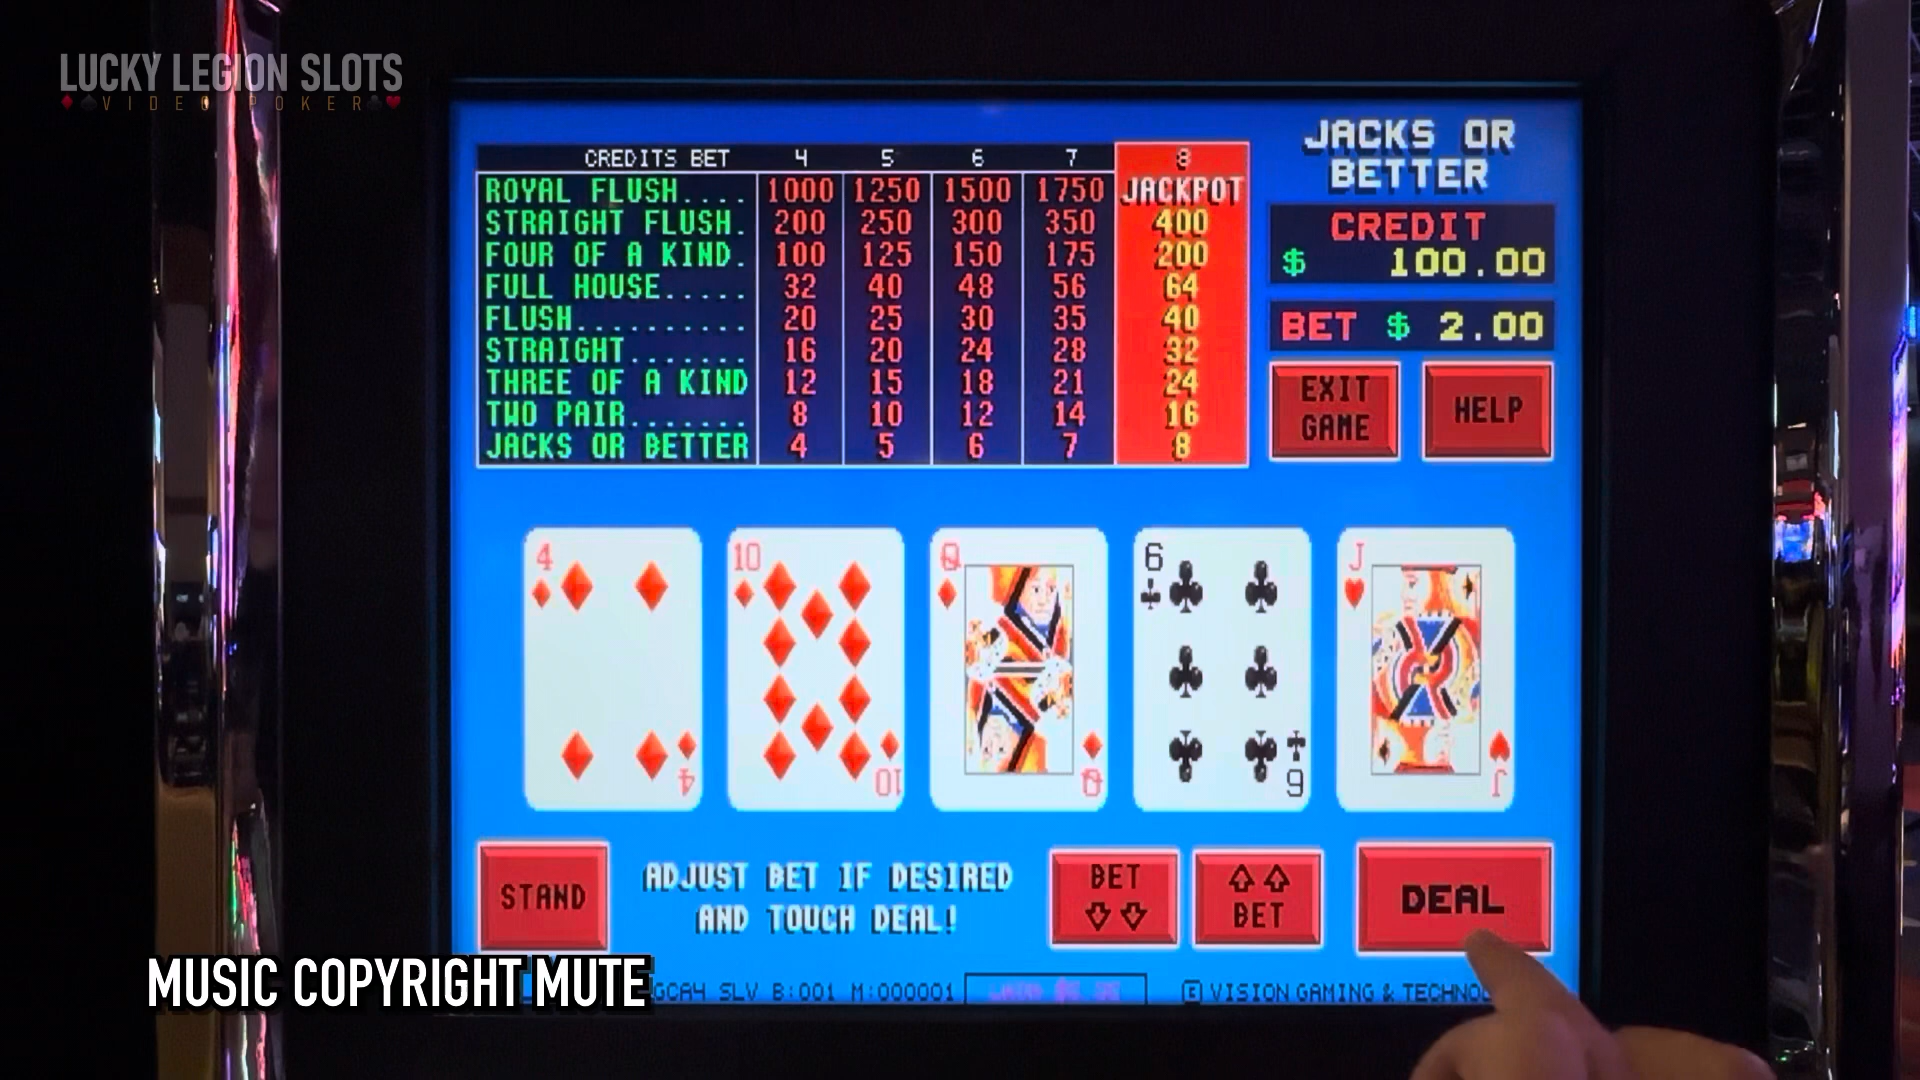 LUCKY LEGION SLOTS
VIDEO POKER
JACKS OR
BETTER
CREDITS BET 4 5 6 7 8
ROYAL FLUSH.... 1000 1250 1500 1750 JACKPOT
STRAIGHT FLUSH. 200 250 300 350 400
FOUR OF A KIND. 100 125 150 175 200
FULL HOUSE..... 32 40 48 56 64
FLUSH.......... 20 25 30 35 40
STRAIGHT....... 16 20 24 28 32
THREE OF A KIND 12 15 18 21 24
TWO PAIR....... 8 10 12 14 16
JACKS OR BETTER 4 5 6 7 8
CREDIT
$ 100.00
BET $ 2.00
EXIT
GAME
HELP
4 10 Q 6 J
4 10 Q 6 J
STAND
ADJUST BET IF DESIRED
AND TOUCH DEAL!
BET
BET
DEAL
MUSIC COPYRIGHT MUTE
GCA4 SLV B:001 M:000001
VISION GAMING &